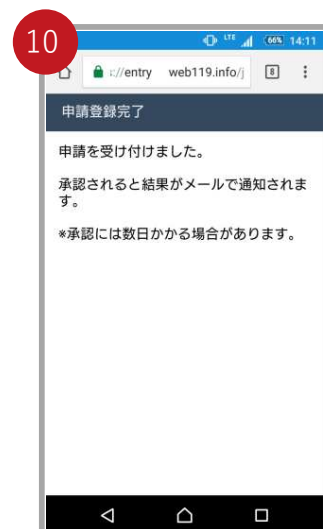 10
LTE 66% 14:11
://entry web119.info/j 8
申請登録完了
申請を受け付けました。
承認されると結果がメールで通知されま
す。
*承認には数日かかる場合があります。